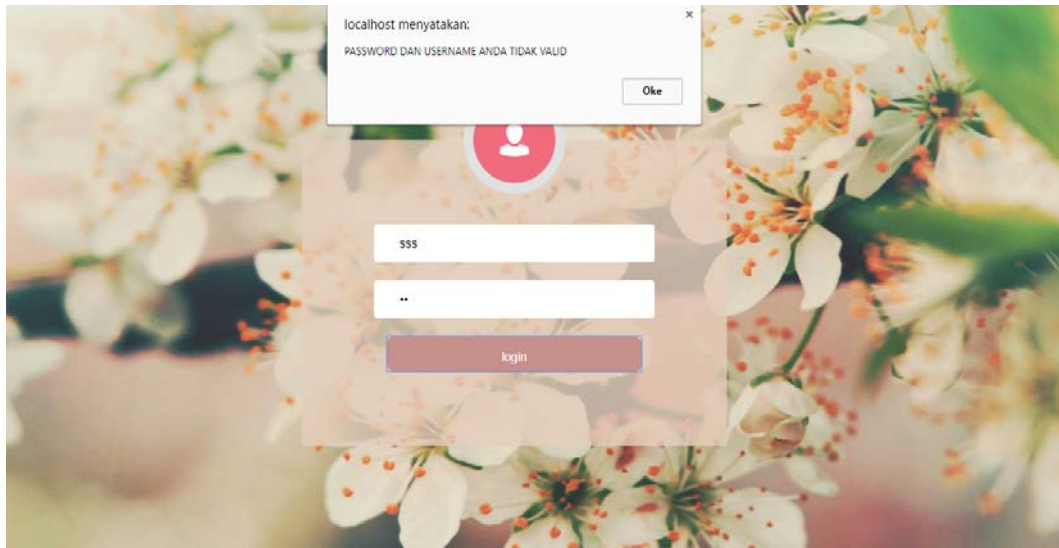 localhost menyatakan:
PASSWORD DAN USERNAME ANDA TIDAK VALID
Oke
sss
••
login